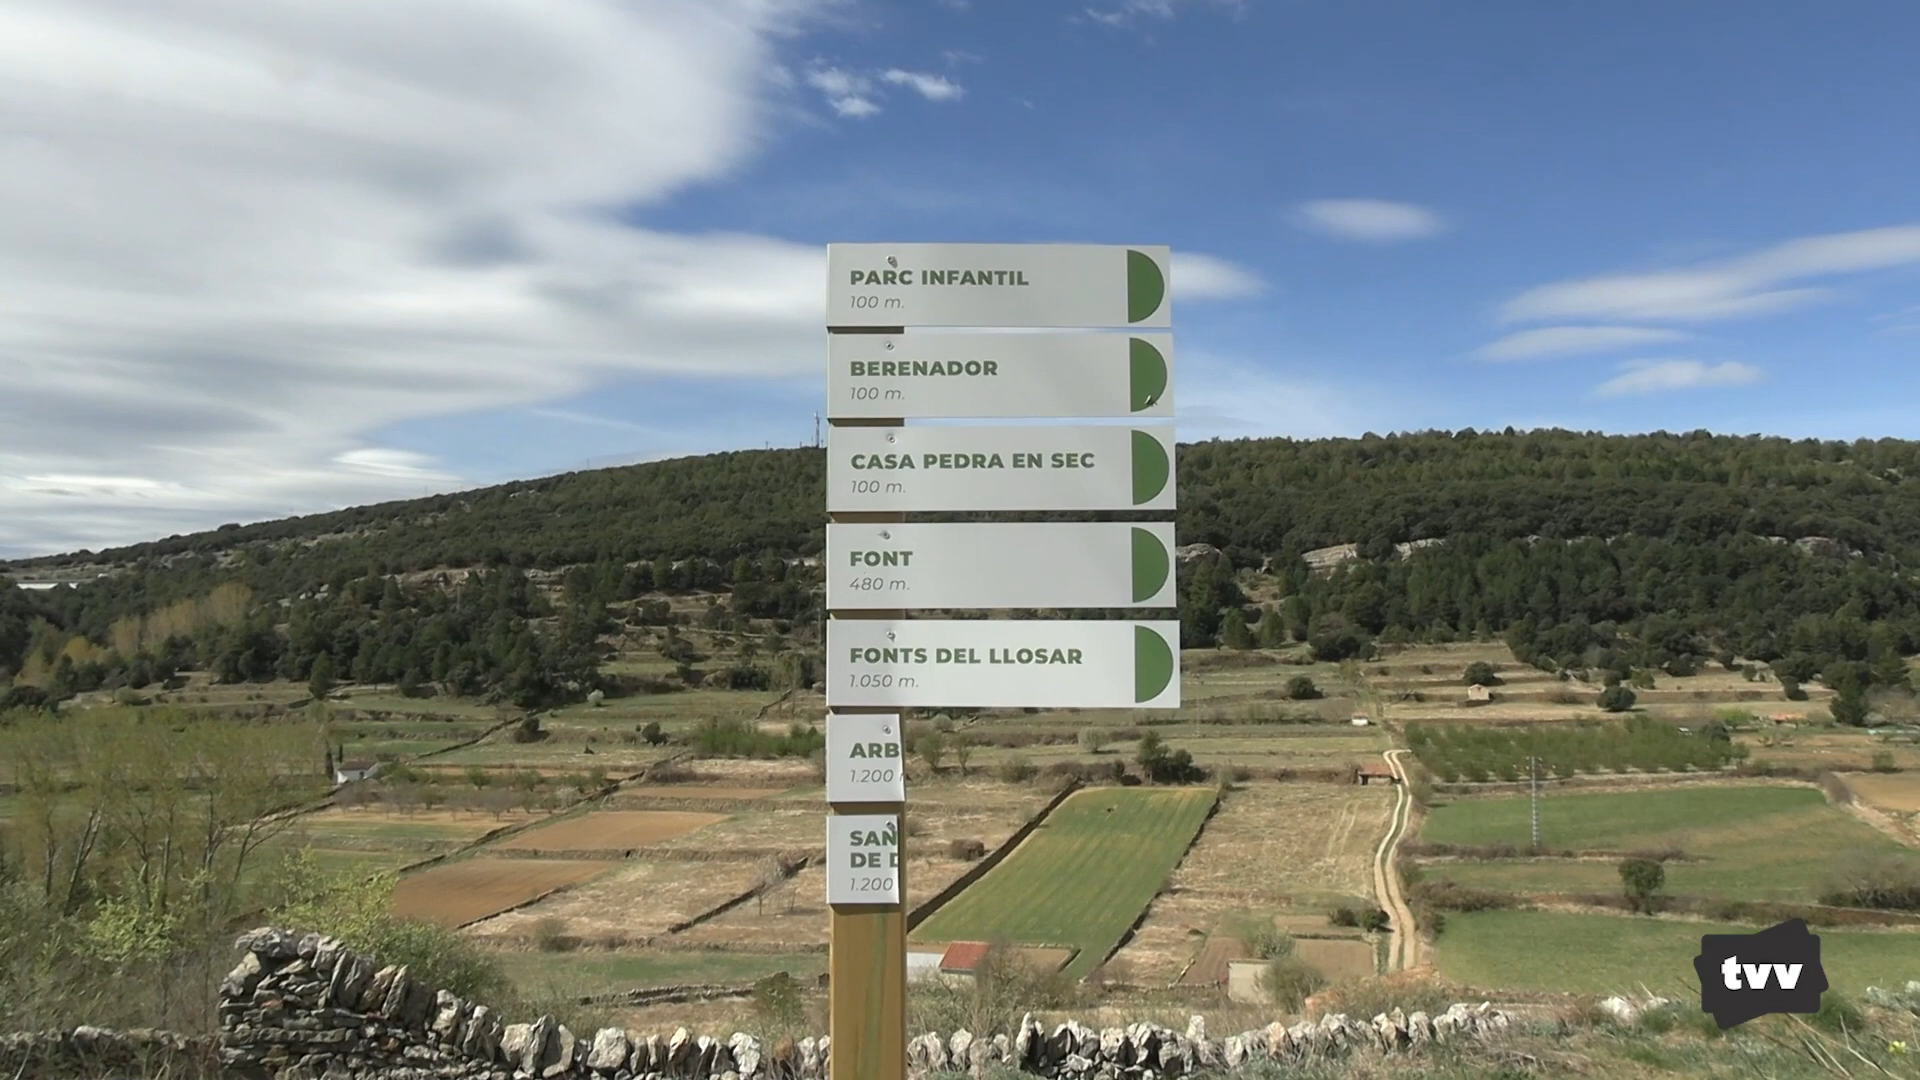 PARC INFANTIL
100 m.
BERENADOR
100 m.
CASA PEDRA EN SEC
100 m.
FONT
480 m.
FONTS DEL LLOSAR
1.050 m.
ARB
1.200
SAN
DE
1.200
tvv